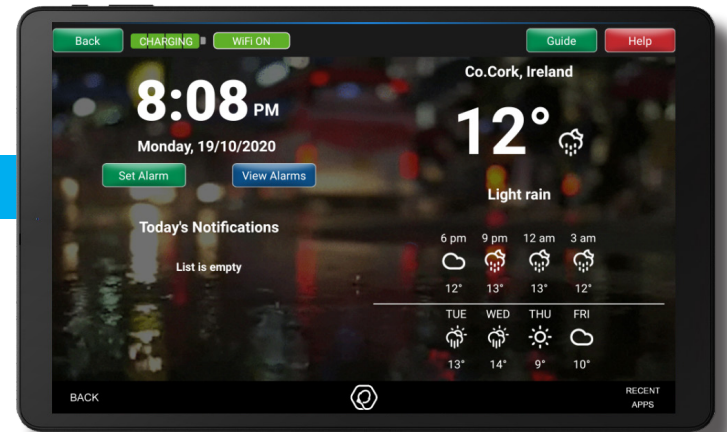 Back
CHARGING
WiFi ON
Guide
Help
8:08 PM
Monday, 19/10/2020
Set Alarm
View Alarms
Today's Notifications
List is empty
Co.Cork, Ireland
12°
Light rain
6 pm 9 pm 12 am 3 am
12° 13° 13° 12°
TUE WED THU FRI
13° 14° 9° 10°
BACK
RECENT
APPS